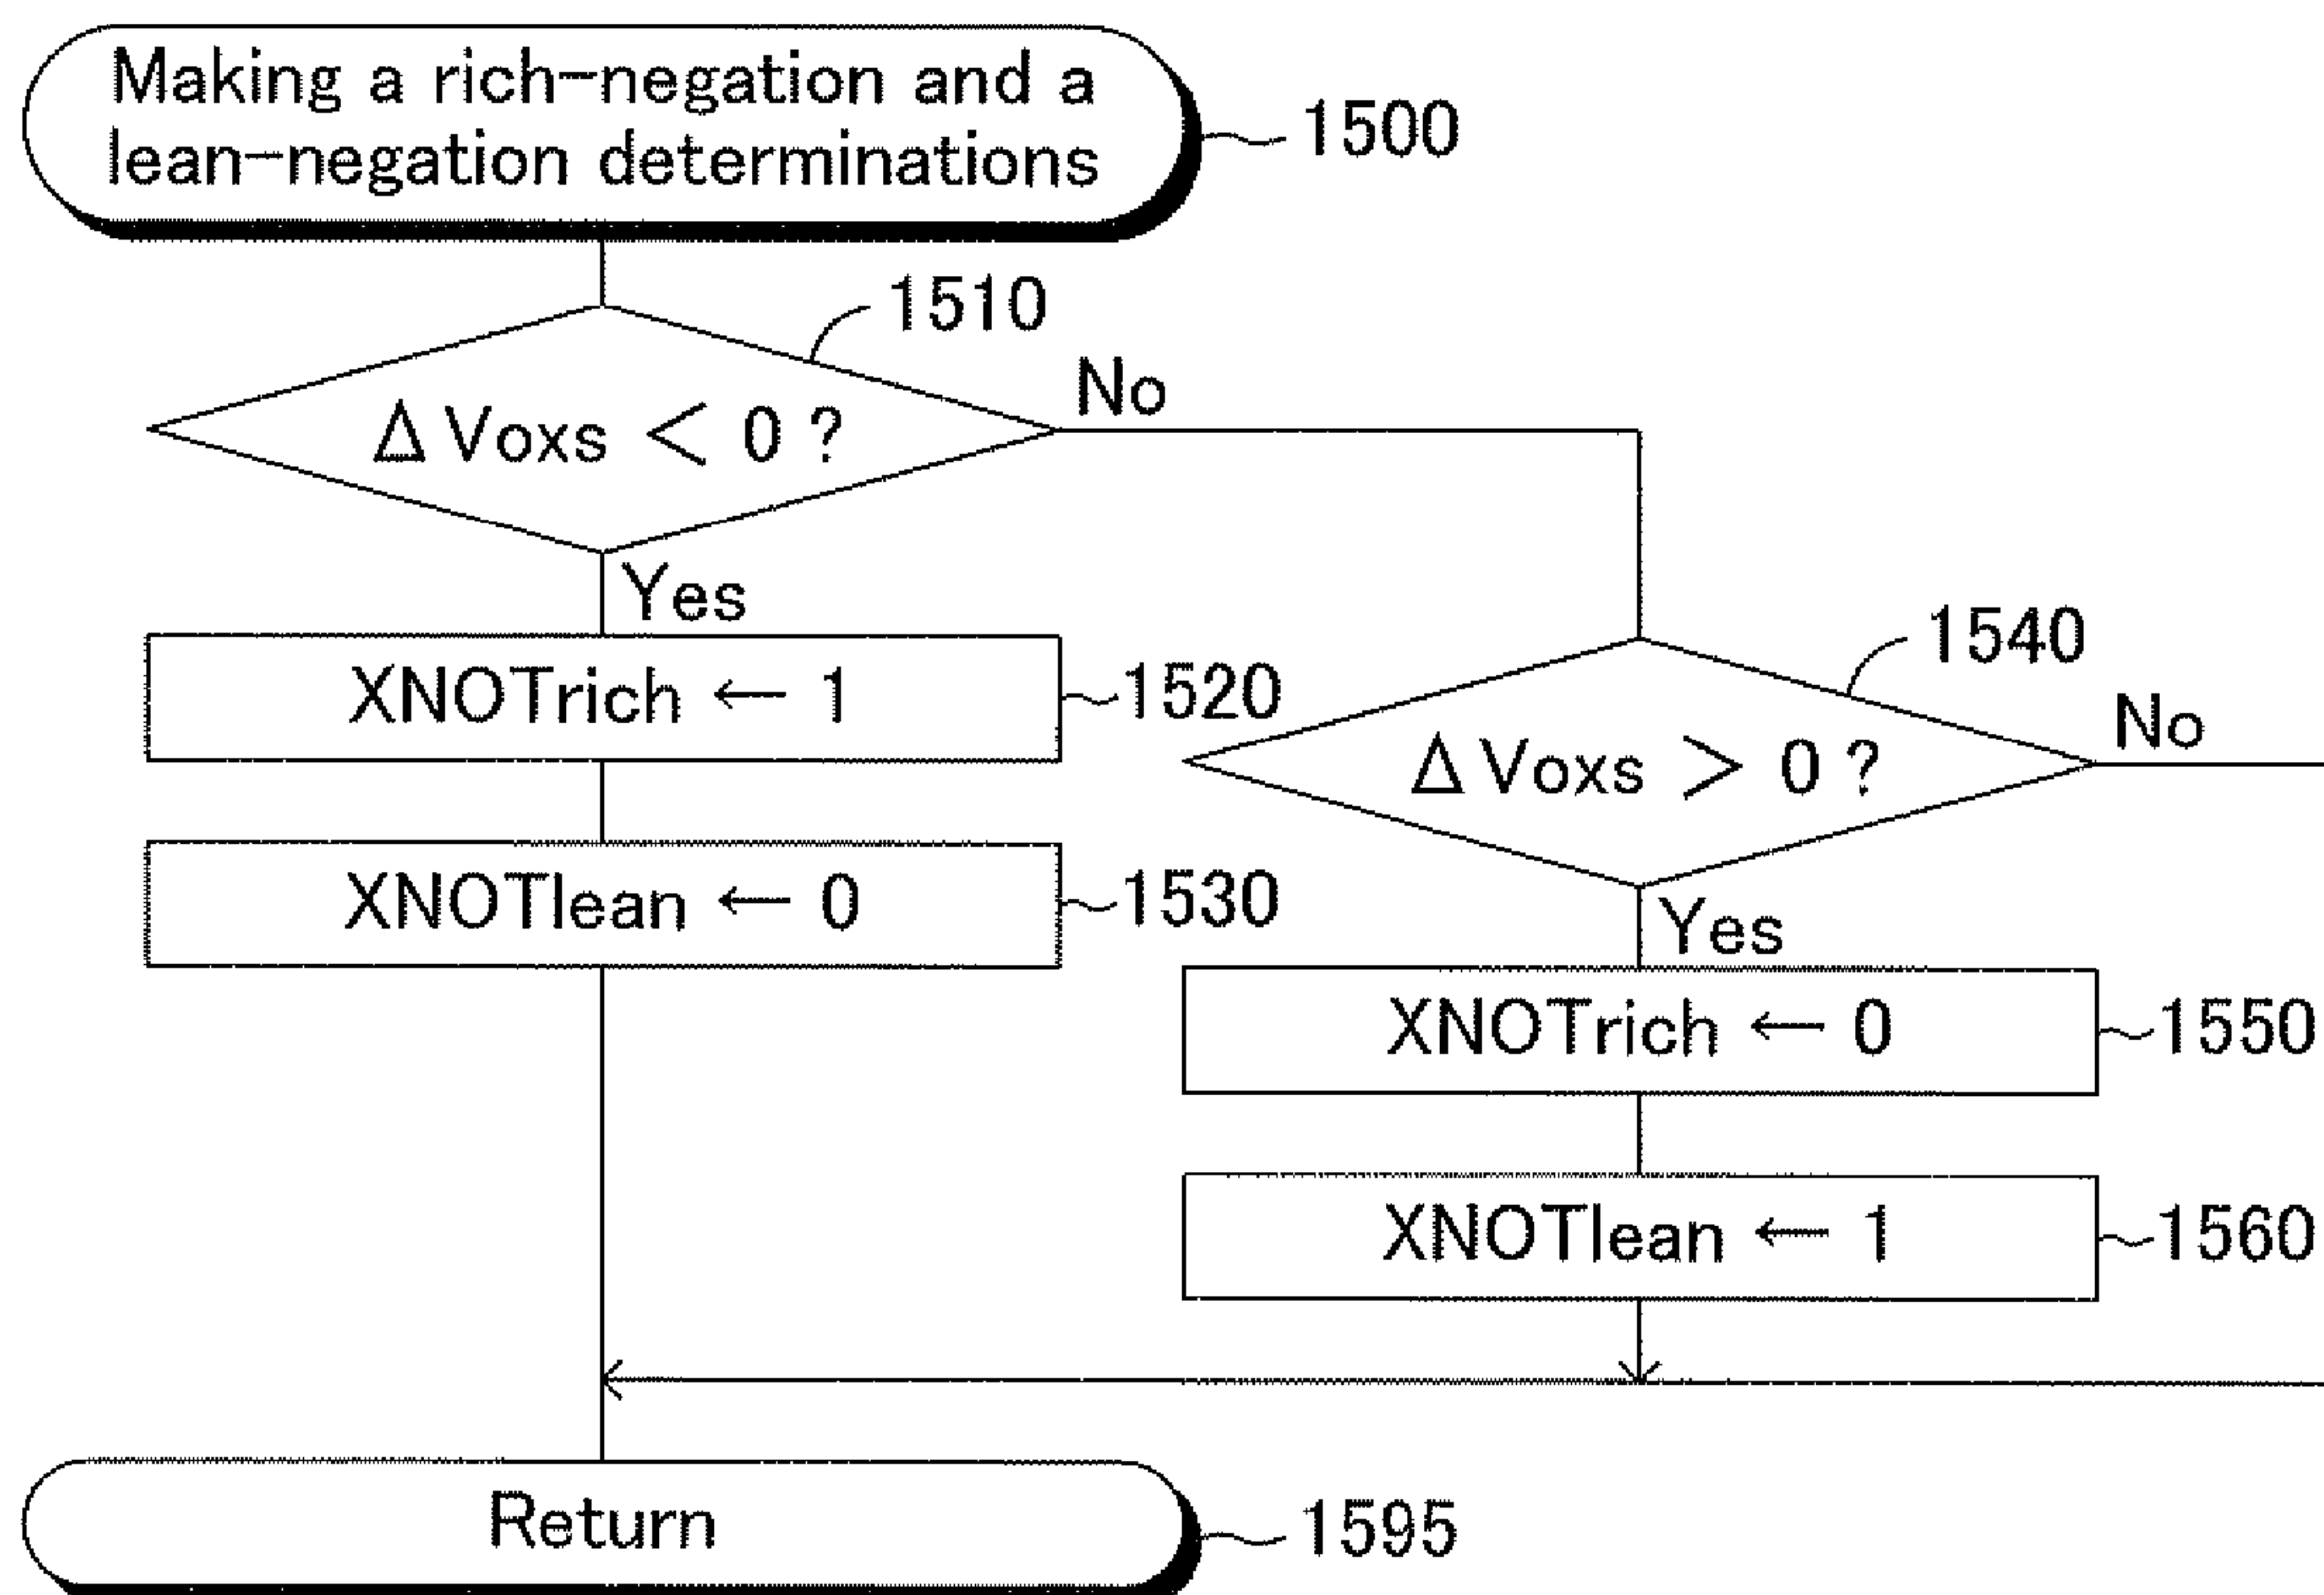 Making a rich-negation and a
lean-negation determinations
1500
1510
ΔVoxs < 0 ?
No
Yes
XNOTrich ← 1
1520
XNOTlean ← 0
1530
1540
ΔVoxs > 0 ?
No
Yes
XNOTrich ← 0
1550
XNOTlean ← 1
1560
Return
1595